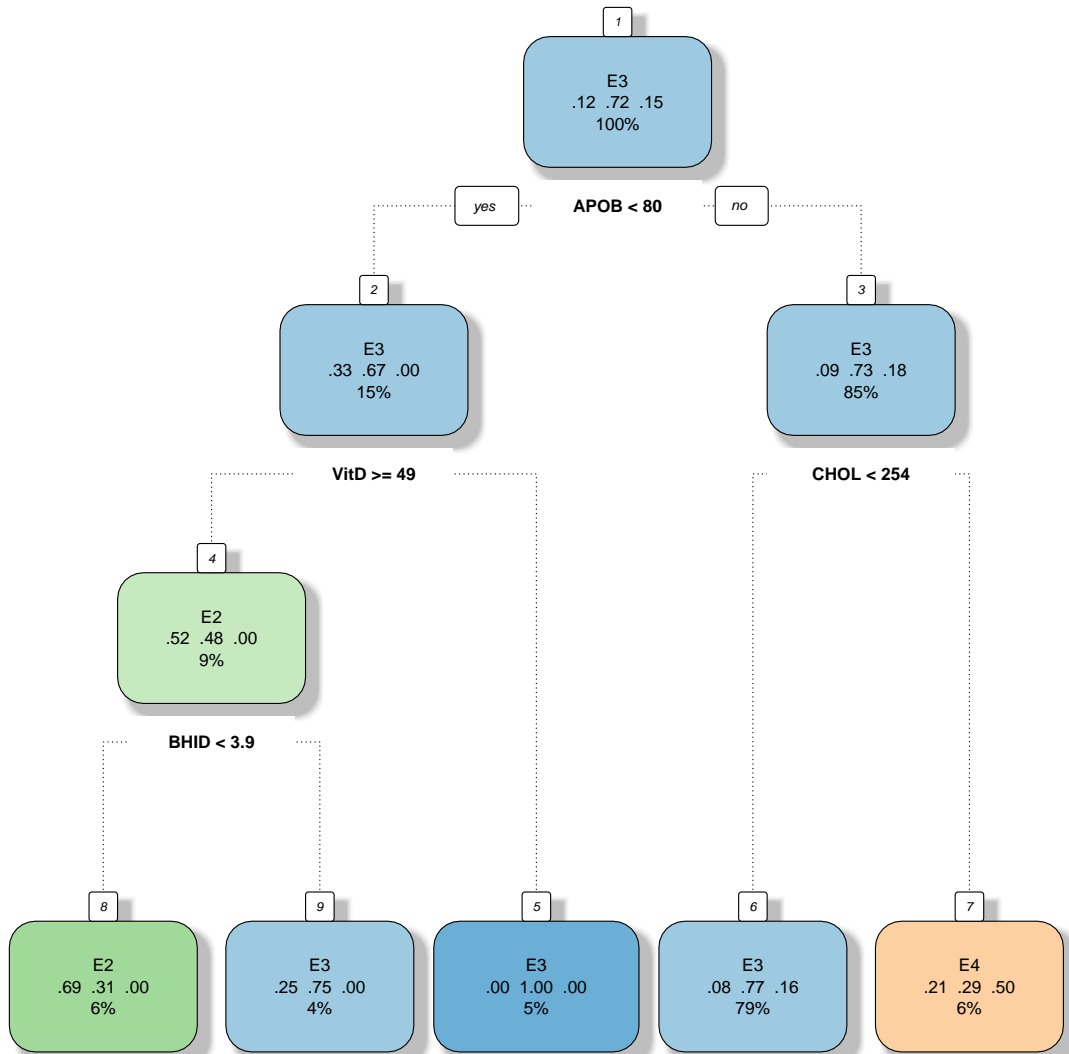 1
E3
.12 .72 .15
100%
yes APOB < 80 no
2
3
E3
.33 .67 .00
15%
E3
.09 .73 .18
85%
VitD >= 49
CHOL < 254
4
E2
.52 .48 .00
9%
BHID < 3.9
8
9
5
6
7
E2
.69 .31 .00
6%
E3
.25 .75 .00
4%
E3
.00 1.00 .00
5%
E3
.08 .77 .16
79%
E4
.21 .29 .50
6%